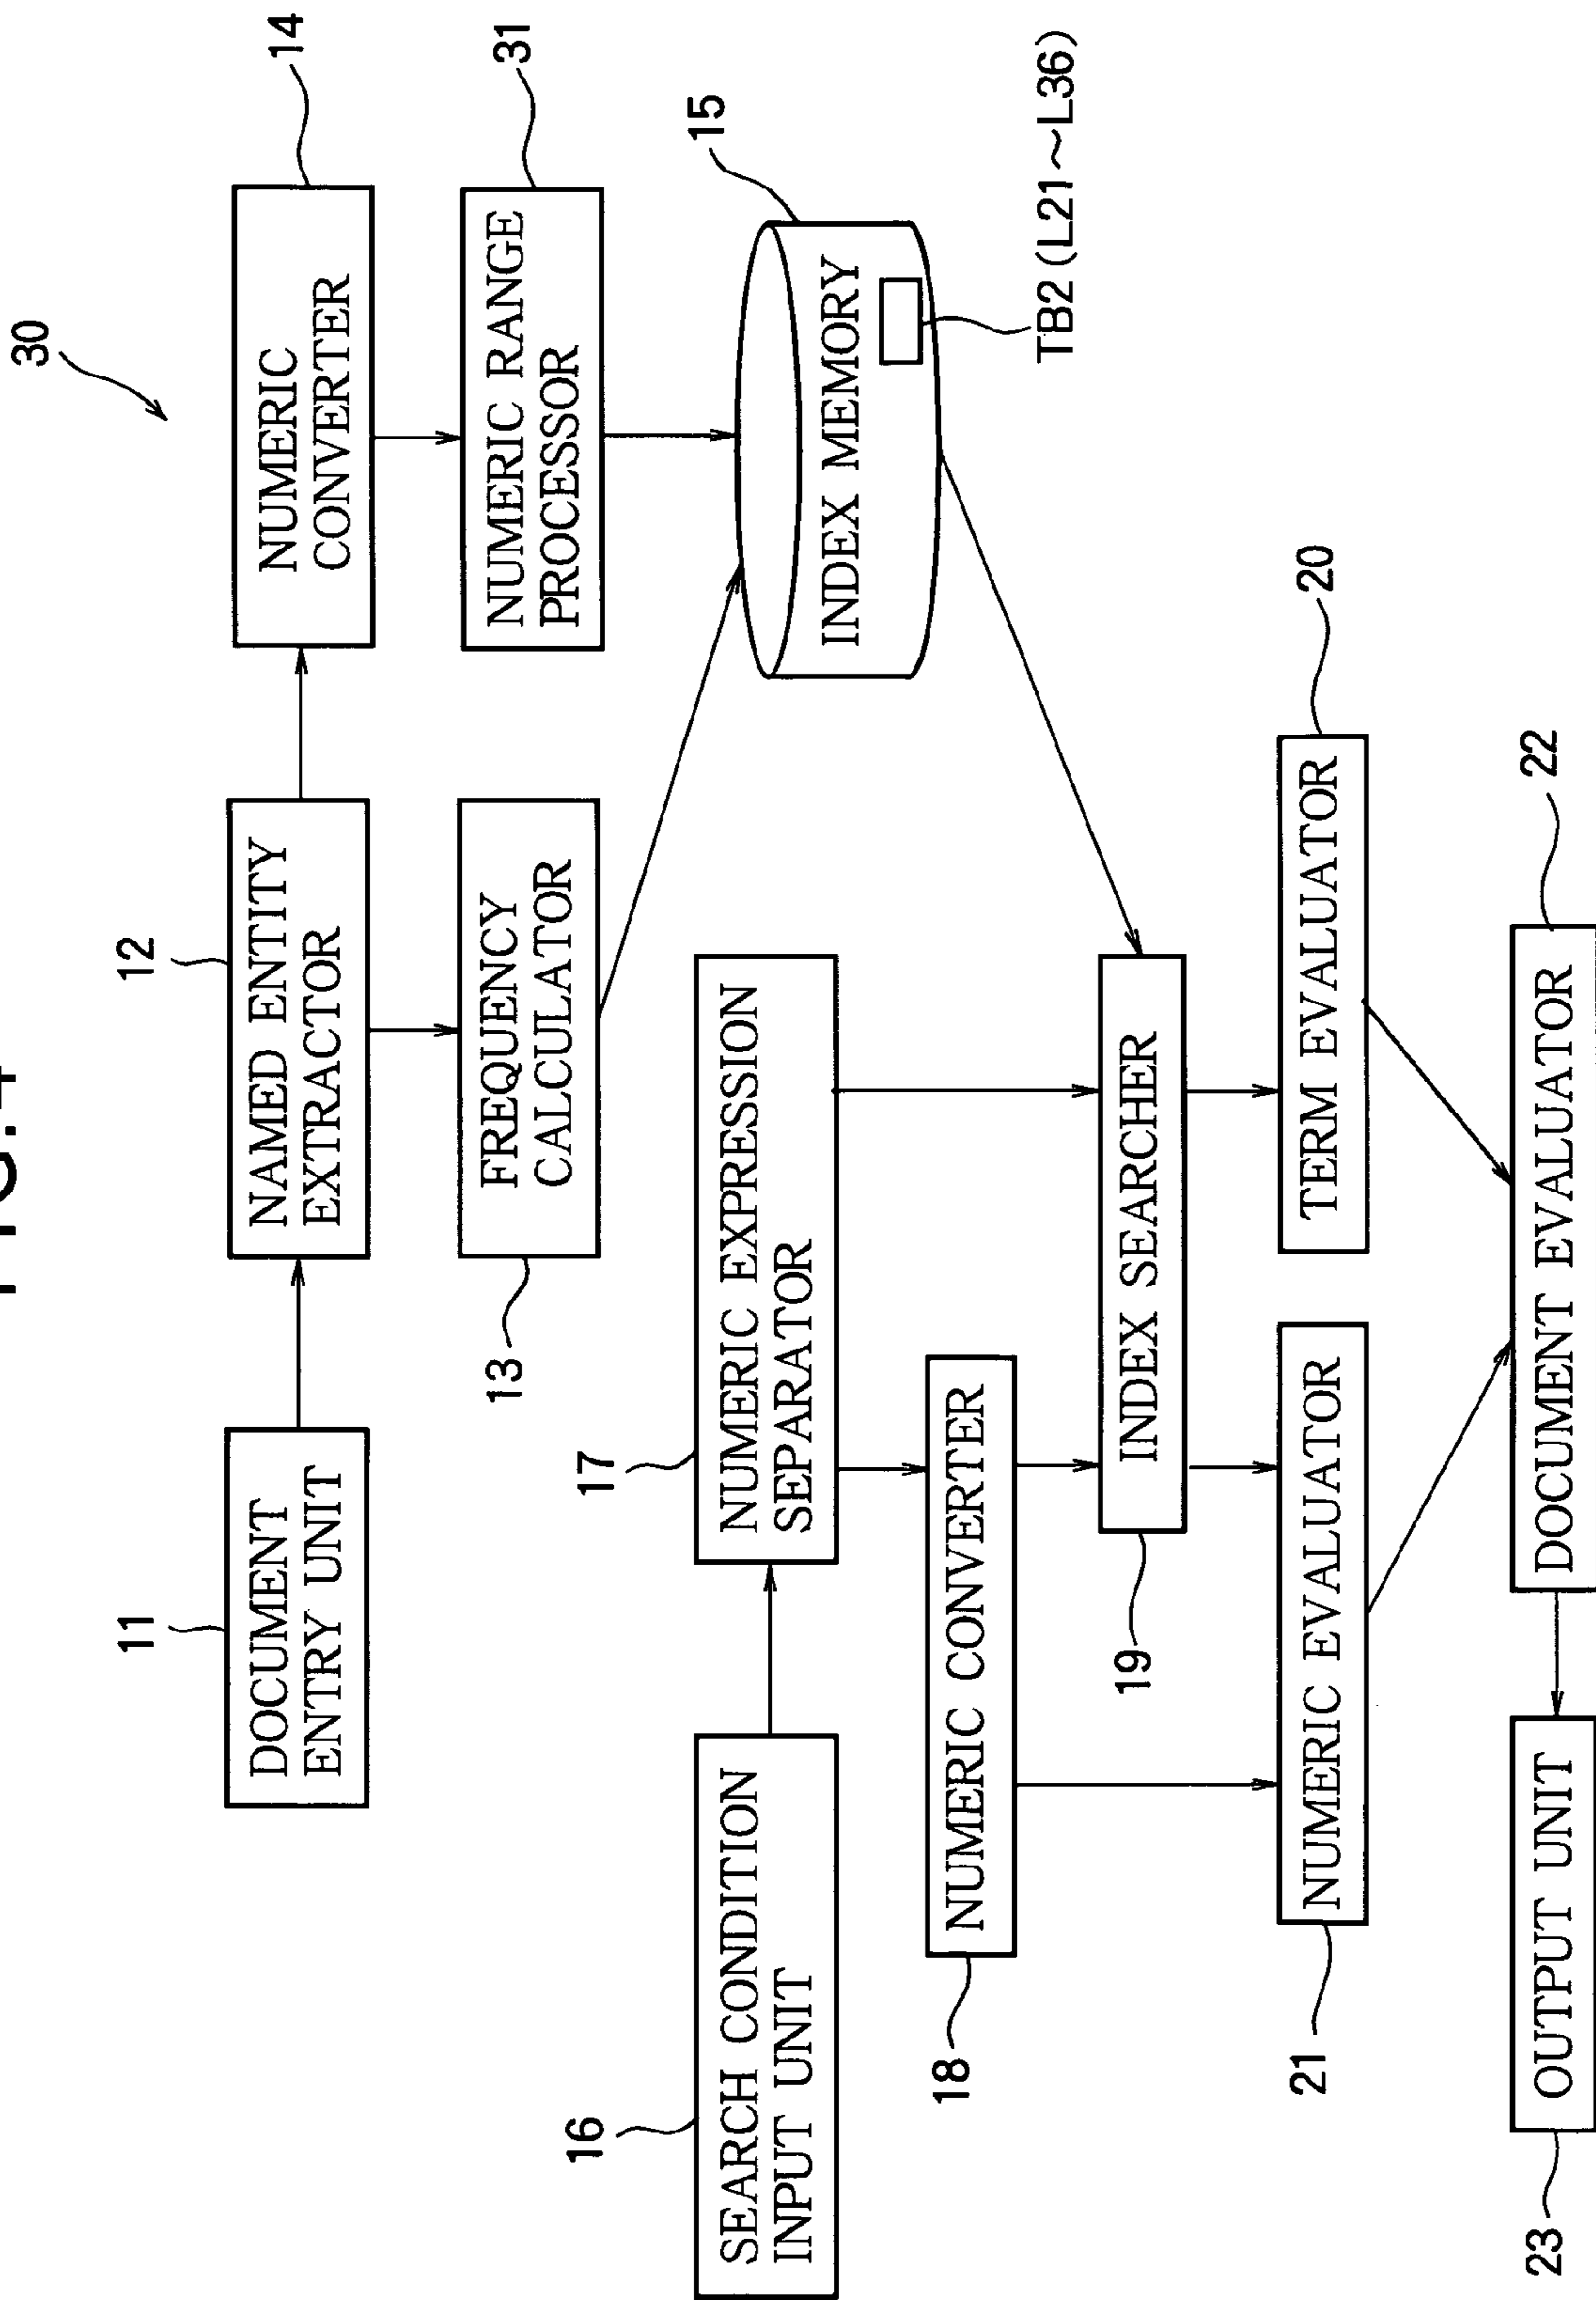 30
11
DOCUMENT
ENTRY UNIT
12
NAMED ENTITY
EXTRACTOR
14
NUMERIC
CONVERTER
13
FREQUENCY
CALCULATOR
31
NUMERIC RANGE
PROCESSOR
16
SEARCH CONDITION
INPUT UNIT
17
NUMERIC EXPRESSION
SEPARATOR
15
INDEX MEMORY
TB2 (L21~L36)
18
NUMERIC CONVERTER
19
INDEX SEARCHER
21
NUMERIC EVALUATOR
20
TERM EVALUATOR
23
OUTPUT UNIT
22
DOCUMENT EVALUATOR